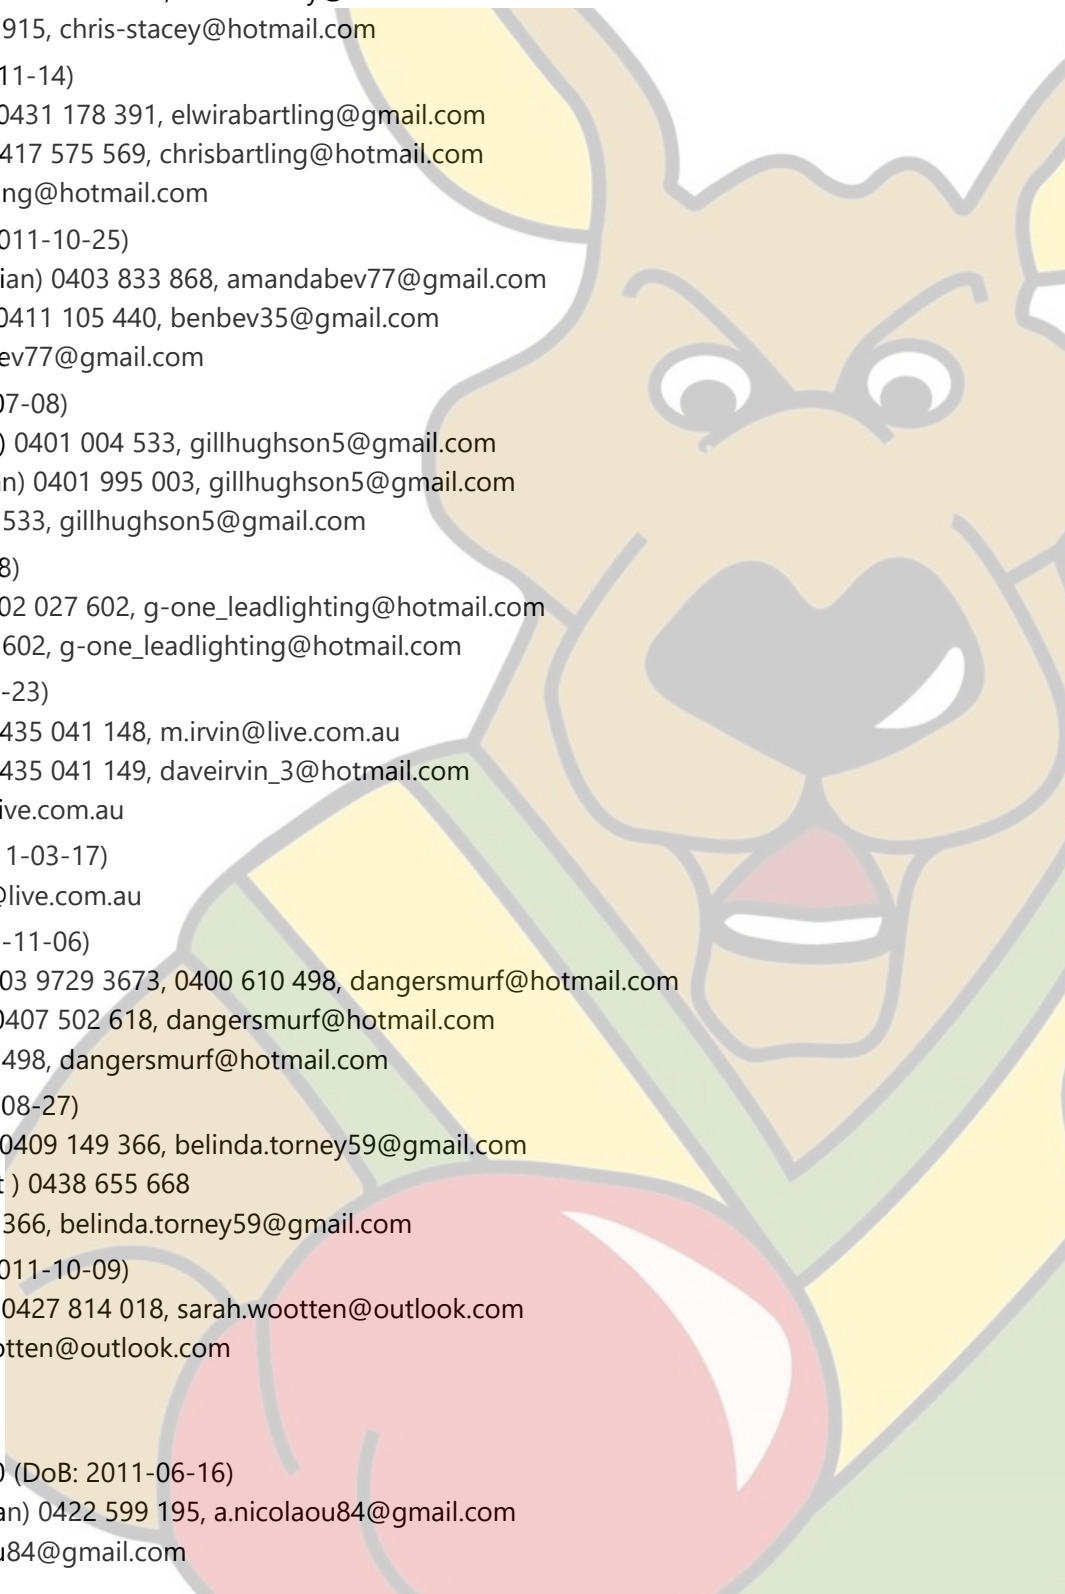 915, chris-stacey@hotmail.com
11-14)
0431 178 391, elwirabartling@gmail.com
417 575 569, chrisbartling@hotmail.com
ng@hotmail.com
011-10-25)
ian) 0403 833 868, amandabev77@gmail.com
0411 105 440, benbev35@gmail.com
ev77@gmail.com
07-08)
) 0401 004 533, gillhughson5@gmail.com
n) 0401 995 003, gillhughson5@gmail.com
533, gillhughson5@gmail.com
8)
02 027 602, g-one_leadlighting@hotmail.com
602, g-one_leadlighting@hotmail.com
-23)
435 041 148, m.irvin@live.com.au
435 041 149, daveirvin_3@hotmail.com
ive.com.au
1-03-17)
@live.com.au
-11-06)
03 9729 3673, 0400 610 498, dangersmurf@hotmail.com
0407 502 618, dangersmurf@hotmail.com
498, dangersmurf@hotmail.com
08-27)
0409 149 366, belinda.torney59@gmail.com
t ) 0438 655 668
366, belinda.torney59@gmail.com
011-10-09)
0427 814 018, sarah.wootten@outlook.com
otten@outlook.com
0 (DoB: 2011-06-16)
an) 0422 599 195, a.nicolaou84@gmail.com
u84@gmail.com